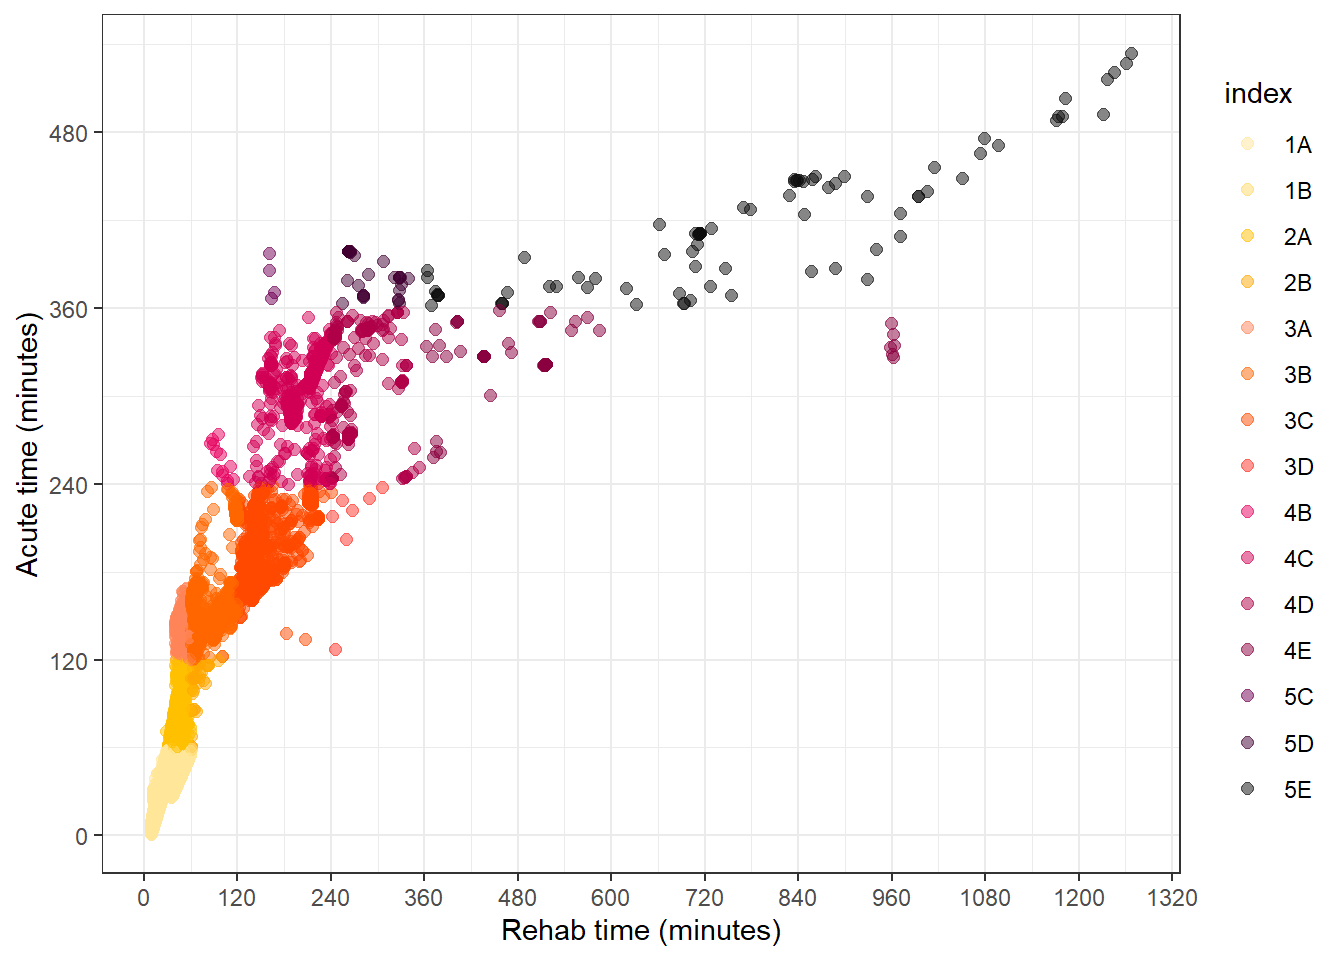 480
360
240
120
0
Acute time (minutes)
0 120 240 360 480 600 720 840 960 1080 1200 1320
Rehab time (minutes)
index
1A
1B
2A
2B
3A
3B
3C
3D
4B
4C
4D
4E
5C
5D
5E